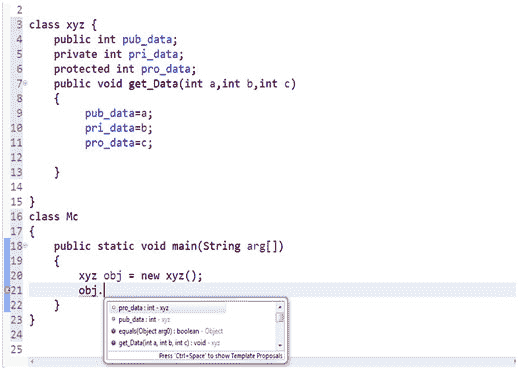 2
3 class xyz {
4 public int pub_data;
5 private int pri_data;
6 protected int pro_data;
7 public void get_Data(int a,int b,int c)
8 {
9 pub_data=a;
10 pri_data=b;
11 pro_data=c;
12
13 }
14
15 }
16 class Mc
17 {
18 public static void main(String arg[])
19 {
20 xyz obj = new xyz();
21 obj.
22 }
23 }
24
25
pro_data : int - xyz
pub_data : int - xyz
equals(Object arg0) : boolean - Object
get_Data(int a, int b, int c) : void - xyz
Press 'Ctrl+Space' to show Template Proposals